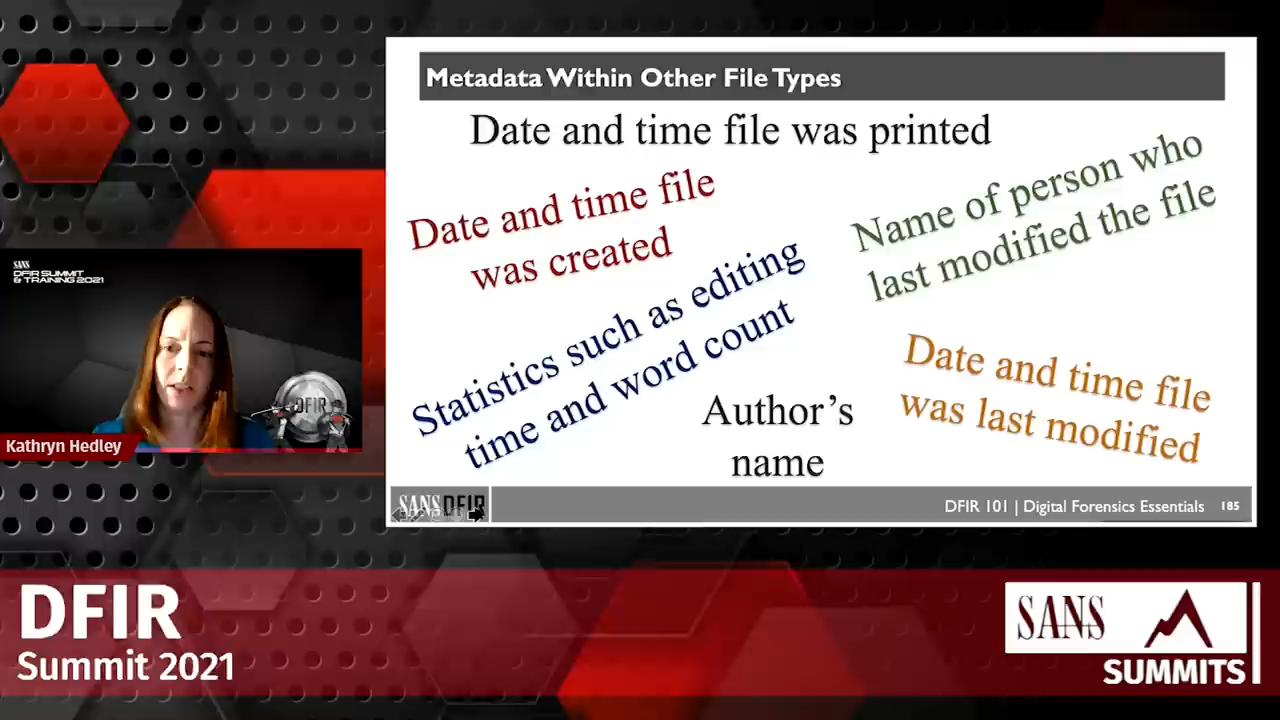 Metadata Within Other File Types
Date and time file was printed
Date and time file
was created
Name of person who
last modified the file
Statistics such as editing
time and word count
Date and time file
was last modified
Author's
name
SANS DFIR
DFIR 101 | Digital Forensics Essentials 185
SANS
DFIR SUMMIT
& TRAINING 2021
DFIR
Kathryn Hedley
DFIR
Summit 2021
SANS
SUMMITS